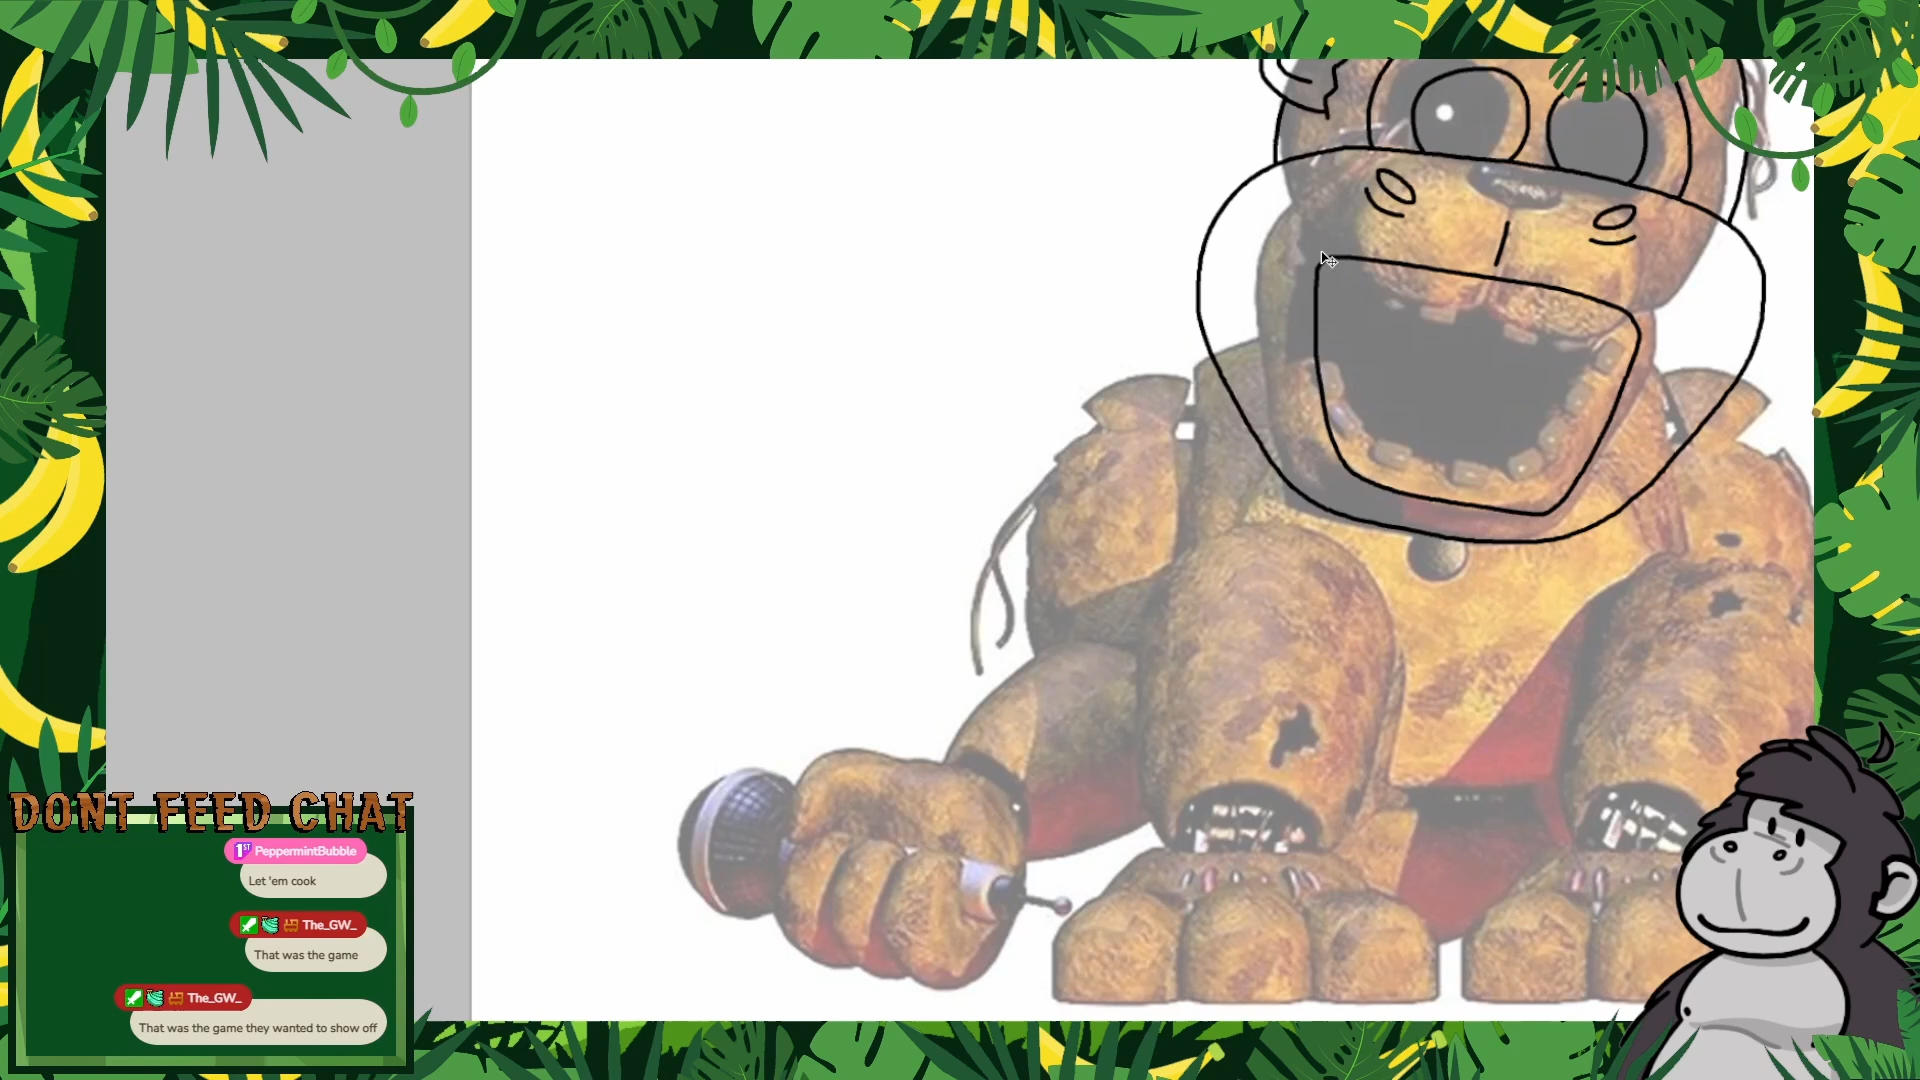 DONT FEED CHAT
1ST PeppermintBubble
Let 'em cook
The_GW_
That was the game
The_GW_
That was the game they wanted to show off